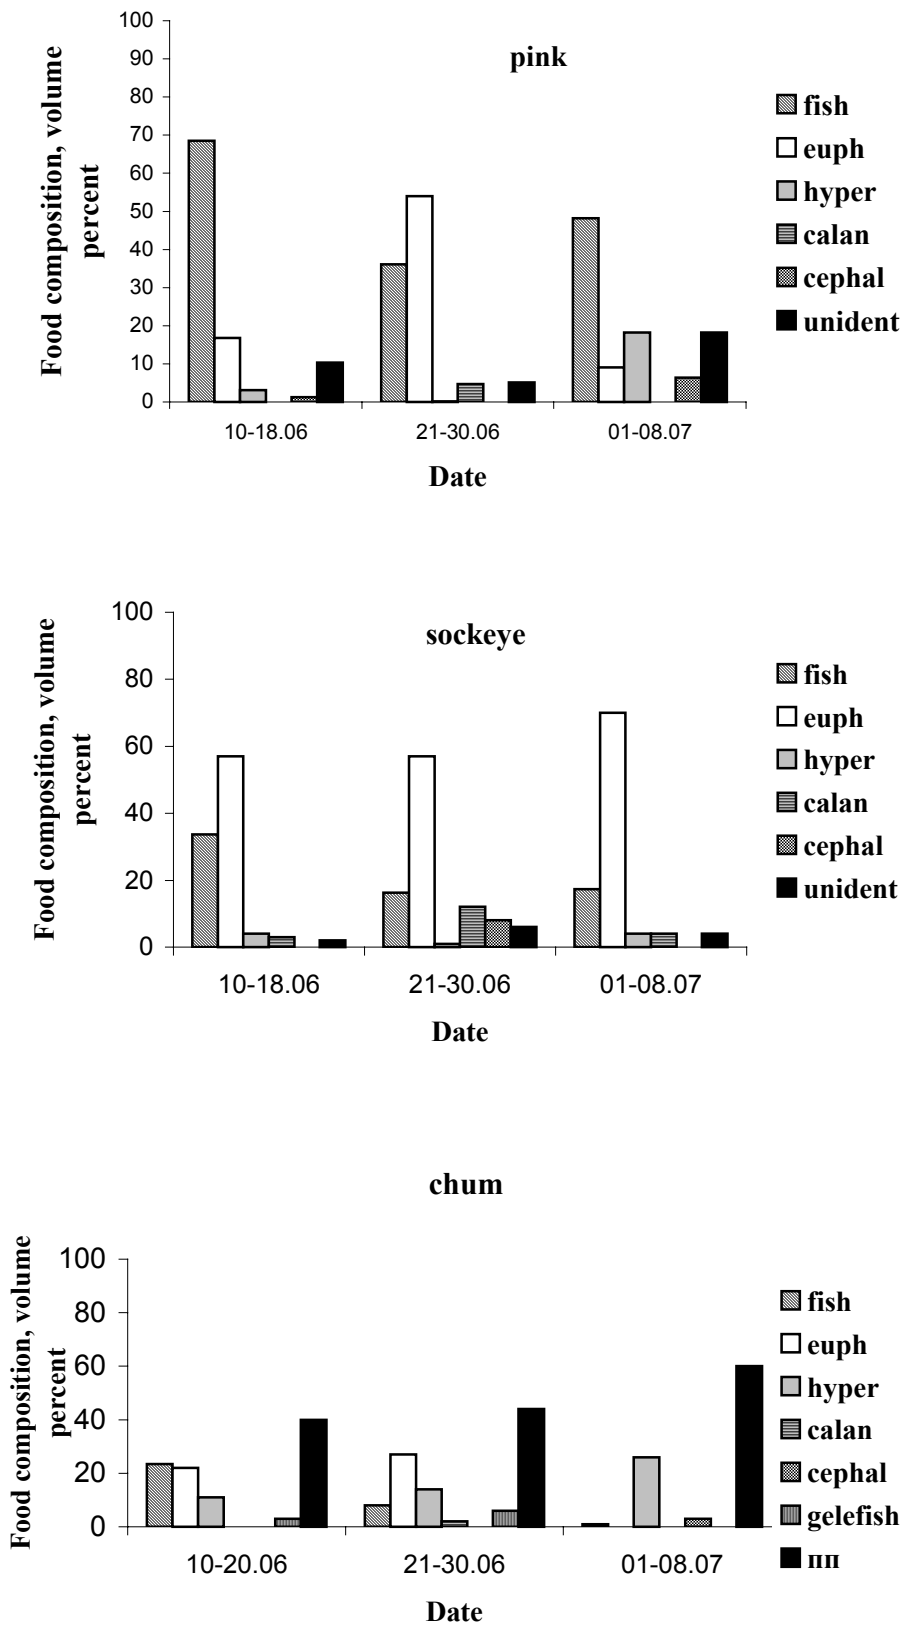 pink
Food composition, volume
percent
100
90
80
70
60
50
40
30
20
10
0
10-18.06
21-30.06
01-08.07
Date
fish
euph
hyper
calan
cephal
unident
sockeye
Food composition, volume
percent
100
80
60
40
20
0
10-18.06
21-30.06
01-08.07
Date
fish
euph
hyper
calan
cephal
unident
chum
Food composition, volume
percent
100
80
60
40
20
0
10-20.06
21-30.06
01-08.07
Date
fish
euph
hyper
calan
cephal
gelefish
пп